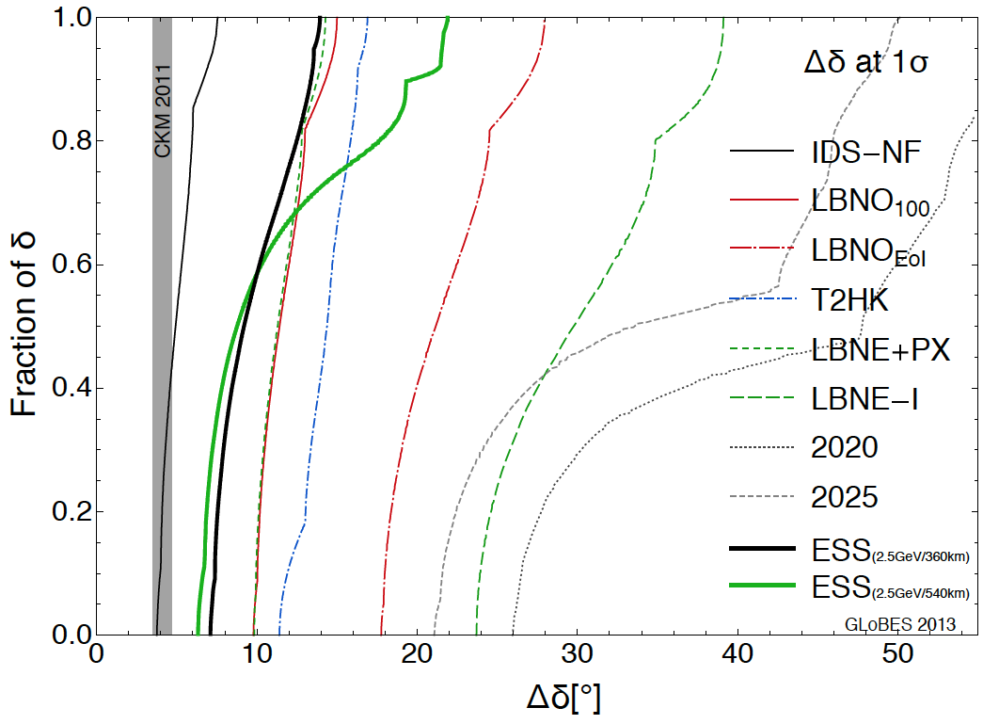 1.0
0.8
0.6
0.4
0.2
0.0
Fraction of δ
CKM 2011
Δδ at 1σ
IDS−NF
LBNO100
LBNOEoI
T2HK
LBNE+PX
LBNE−I
2020
2025
ESS(2.5GeV/360km)
ESS(2.5GeV/540km)
GLoBES 2013
0 10 20 30 40 50
Δδ[°]